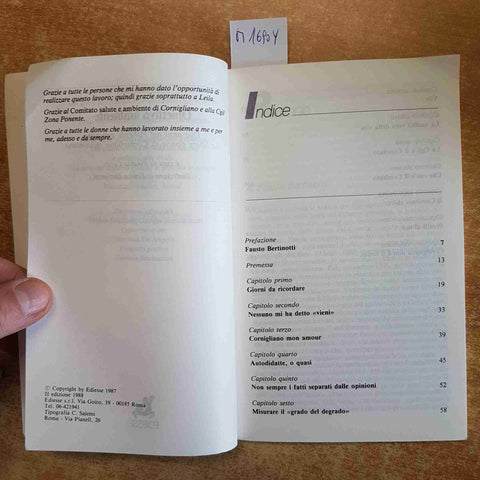 Grazie a tutte le persone che mi hanno dato l'opportunità di
realizzare questo lavoro; quindi grazie soprattutto a Leila.
Grazie al Comitato salute e ambiente di Cornigliano e alla Cgil
Zona Ponente.
Grazie a tutte le donne che hanno lavorato insieme a me e per
me, adesso e da sempre.
© Copyright by Ediesse 1987
II edizione 1988
Ediesse s.r.l. Via Goito, 39 - 00185 Roma
Tel. 06-421941
Tipografia C. Salemi
Roma - Via Pianell, 26
Indice
Prefazione
Fausto Bertinotti 7
Premessa 13
Capitolo primo
Giorni da ricordare 19
Capitolo secondo
Nessuno mi ha detto «vieni» 33
Capitolo terzo
Cornigliano mon amour 39
Capitolo quarto
Autodidatte, o quasi 45
Capitolo quinto
Non sempre i fatti separati dalle opinioni 52
Capitolo sesto
Misurare il «grado del degrado» 58